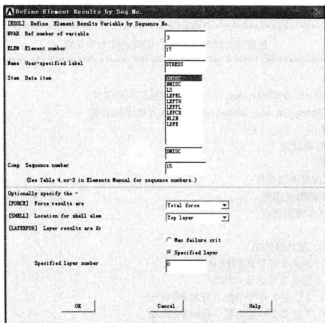 Define Element Results by Seq No.
[ESOL] Define Element Results Variable by Sequence No.
NVAR Ref number of variable
3
ELEM Element number
17
Name User-specified label
STRESS
Item Data item
SMISC
NMISC
LS
LEPEL
LEPTH
LEPPL
LEPCR
NLIN
LBFE
SMISC
Comp Sequence number
15
(See Table 4.xx-3 in Elements Manual for sequence numbers.)
Optionally specify the -
[FORCE] Force results are
Total force
[SHELL] Location for shell elem
Top layer
[LAYERP26] Layer results are fr
Max failure crit
Specified layer
Specified layer number
0
OK
Cancel
Help